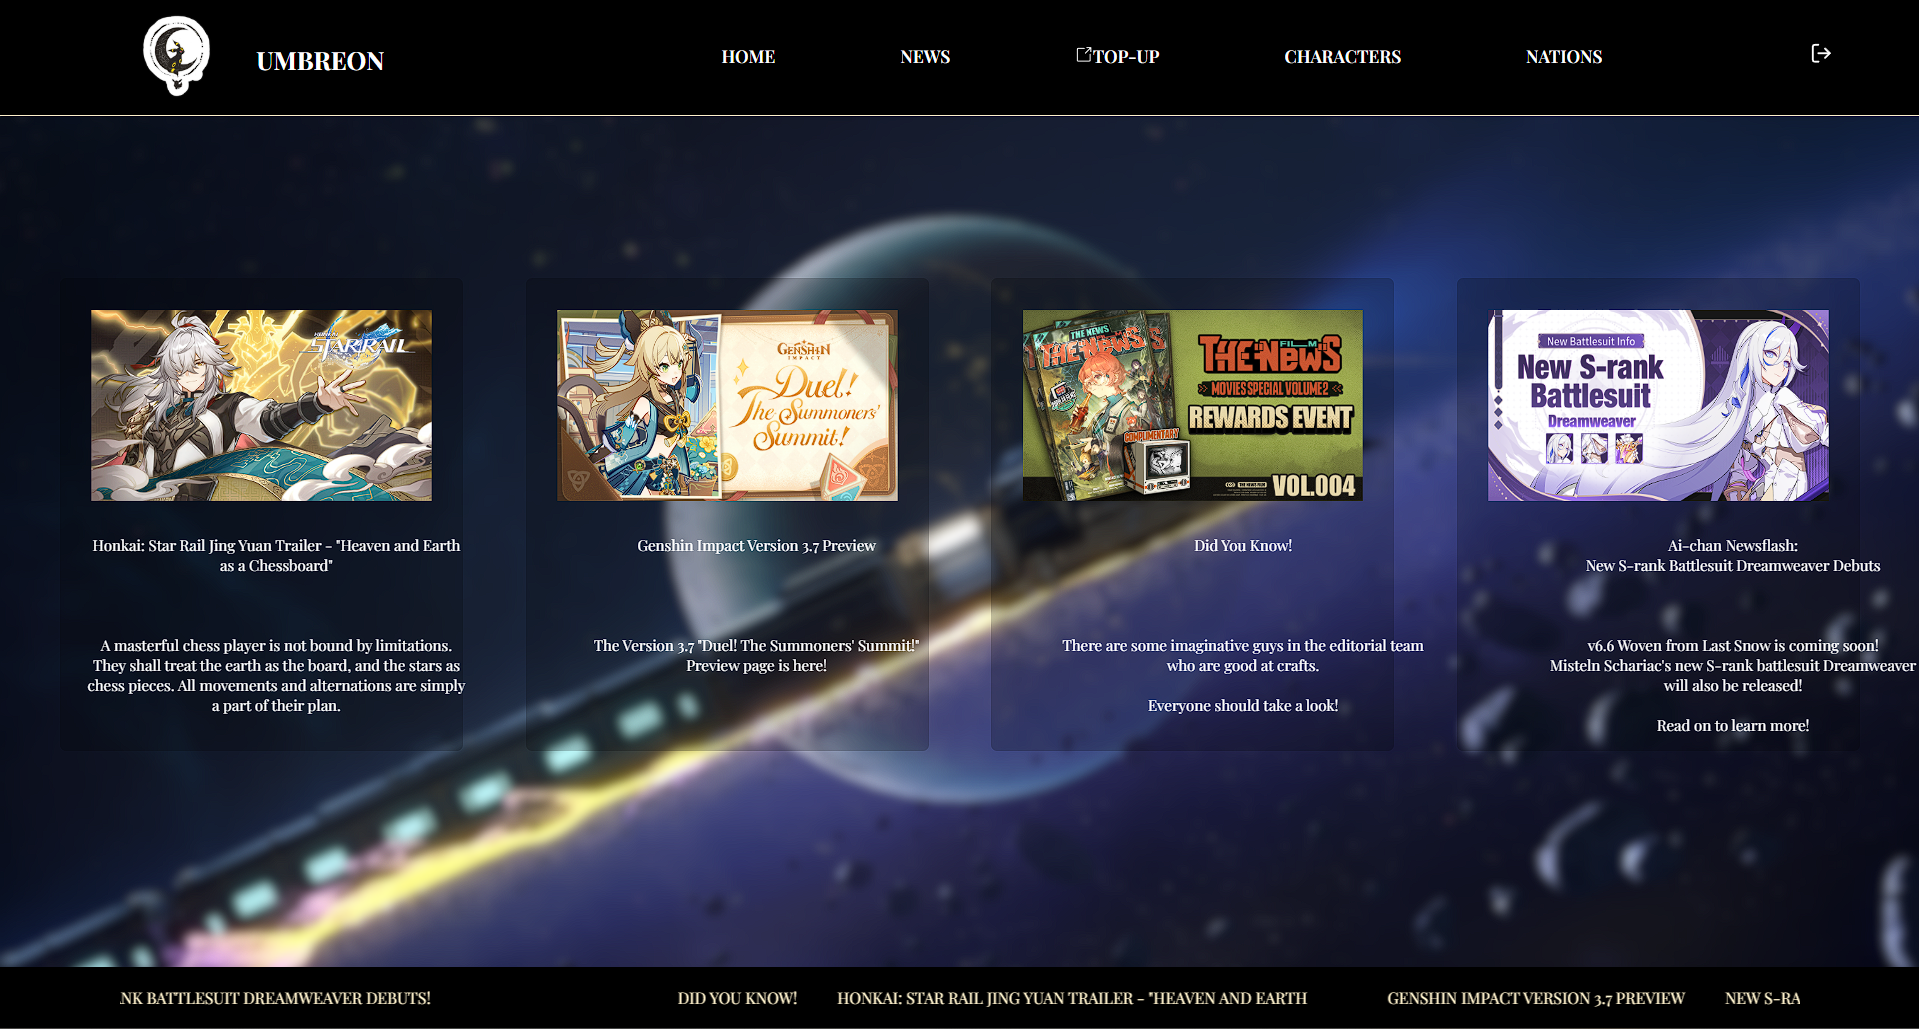 UMBREON
HOME
NEWS
TOP-UP
CHARACTERS
NATIONS
HONKAI:
STAR RAIL
GENSHIN
IMPACT
Duel!
The Summoners'
Summit!
THE NEWS
THE NEWS
COMPLIMENTARY
FILM
THE NEWS
MOVIES SPECIAL VOLUME 2
REWARDS EVENT
THE NEWS FILM
VOL.004
New Battlesuit Info
New S-rank
Battlesuit
Dreamweaver
Honkai: Star Rail Jing Yuan Trailer - "Heaven and Earth
as a Chessboard"
A masterful chess player is not bound by limitations.
They shall treat the earth as the board, and the stars as
chess pieces. All movements and alternations are simply
a part of their plan.
Genshin Impact Version 3.7 Preview
The Version 3.7 "Duel! The Summoners' Summit!"
Preview page is here!
Did You Know!
There are some imaginative guys in the editorial team
who are good at crafts.
Everyone should take a look!
Ai-chan Newsflash:
New S-rank Battlesuit Dreamweaver Debuts
v6.6 Woven from Last Snow is coming soon!
Misteln Schariac's new S-rank battlesuit Dreamweaver
will also be released!
Read on to learn more!
NK BATTLESUIT DREAMWEAVER DEBUTS!
DID YOU KNOW!
HONKAI: STAR RAIL JING YUAN TRAILER - "HEAVEN AND EARTH
GENSHIN IMPACT VERSION 3.7 PREVIEW
NEW S-RA